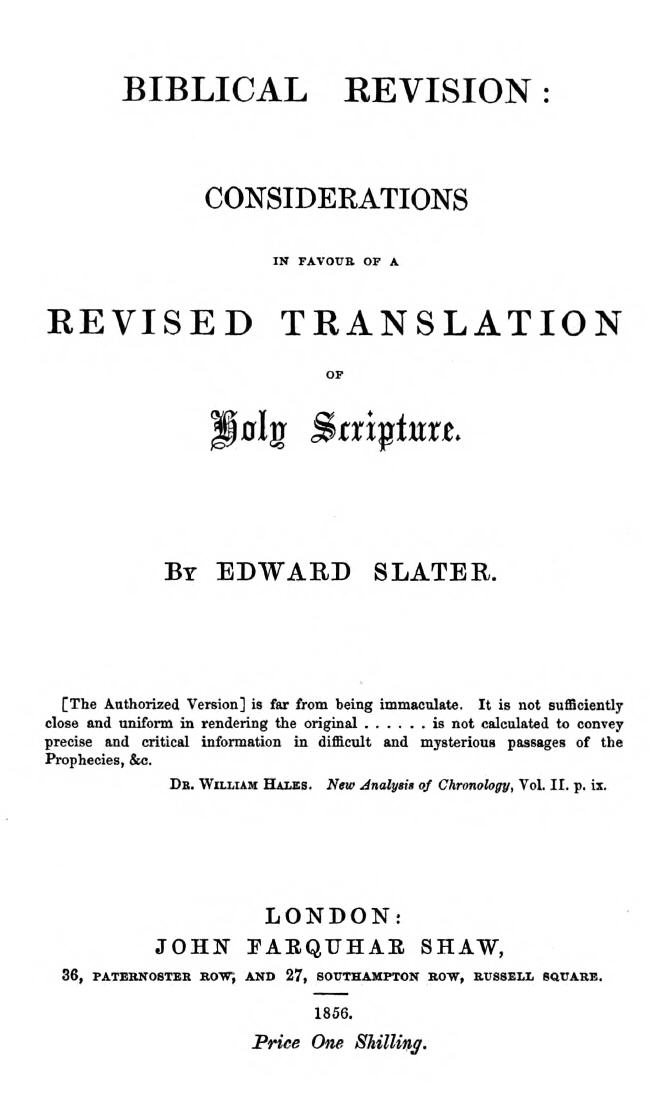 BIBLICAL REVISION:
CONSIDERATIONS
IN FAVOUR OF A
REVISED TRANSLATION
OF
Holy Scripture.
BY EDWARD SLATER.
[The Authorized Version] is far from being immaculate. It is not sufficiently
close and uniform in rendering the original . . . . . . is not calculated to convey
precise and critical information in difficult and mysterious passages of the
Prophecies, &c.
DR. WILLIAM HALES. New Analysis of Chronology, Vol. II. p. ix.
LONDON:
JOHN FARQUHAR SHAW,
36, PATERNOSTER ROW; AND 27, SOUTHAMPTON ROW, RUSSELL SQUARE.
1856.
Price One Shilling.